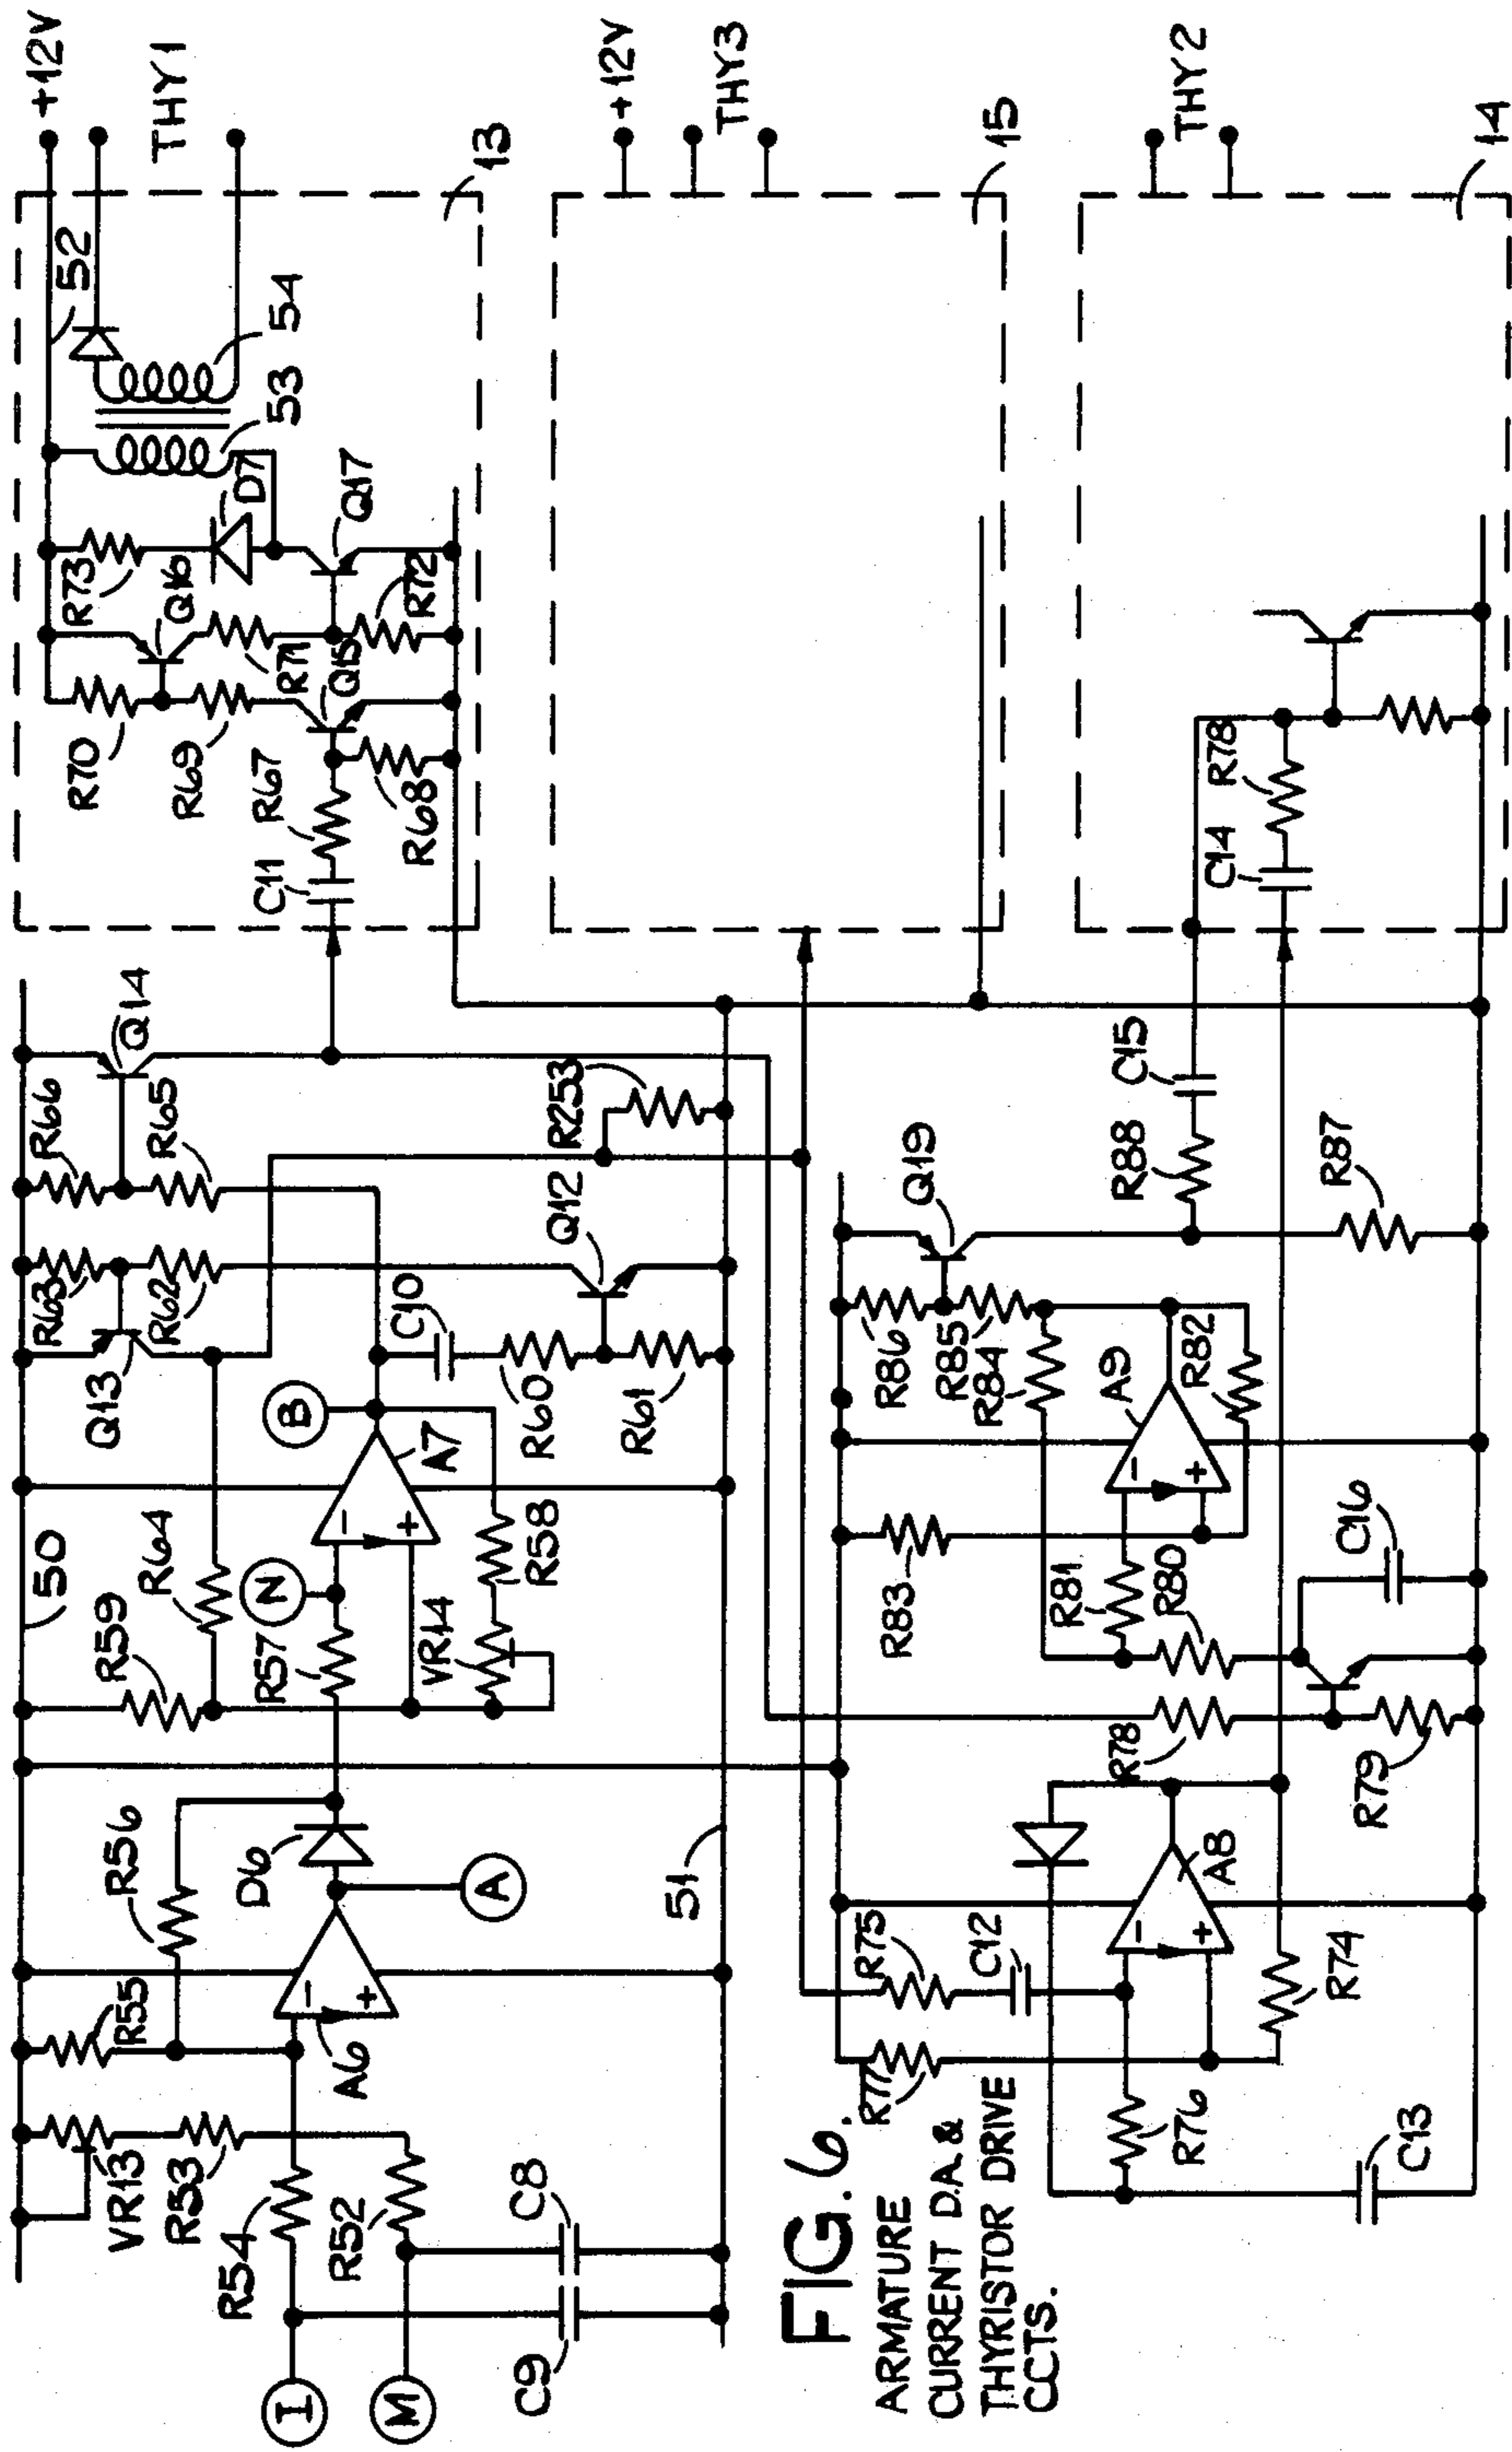 +12V
THY1
52
54
53
13
D7
Q17
R73
Q16
R71
Q15
R72
R70
R69
R67
R68
C11
+12V
THY3
15
THY2
14
R78
C14
Q14
R66
R65
R63
R62
Q13
R253
Q12
C10
R60
R61
B
A7
50
R64
R59
N
R57
R58
VR14
R56
D6
A
51
R55
A6
VR13
R53
R54
R52
C8
C9
I
M
C15
R88
R87
Q19
R86
R85
R84
A9
R82
R83
R81
R80
C16
R78
R79
A8
R75
C12
R74
R77
R76
C13
FIG. 6.
ARMATURE
CURRENT D.A. &
THYRISTOR DRIVE
CCTS.